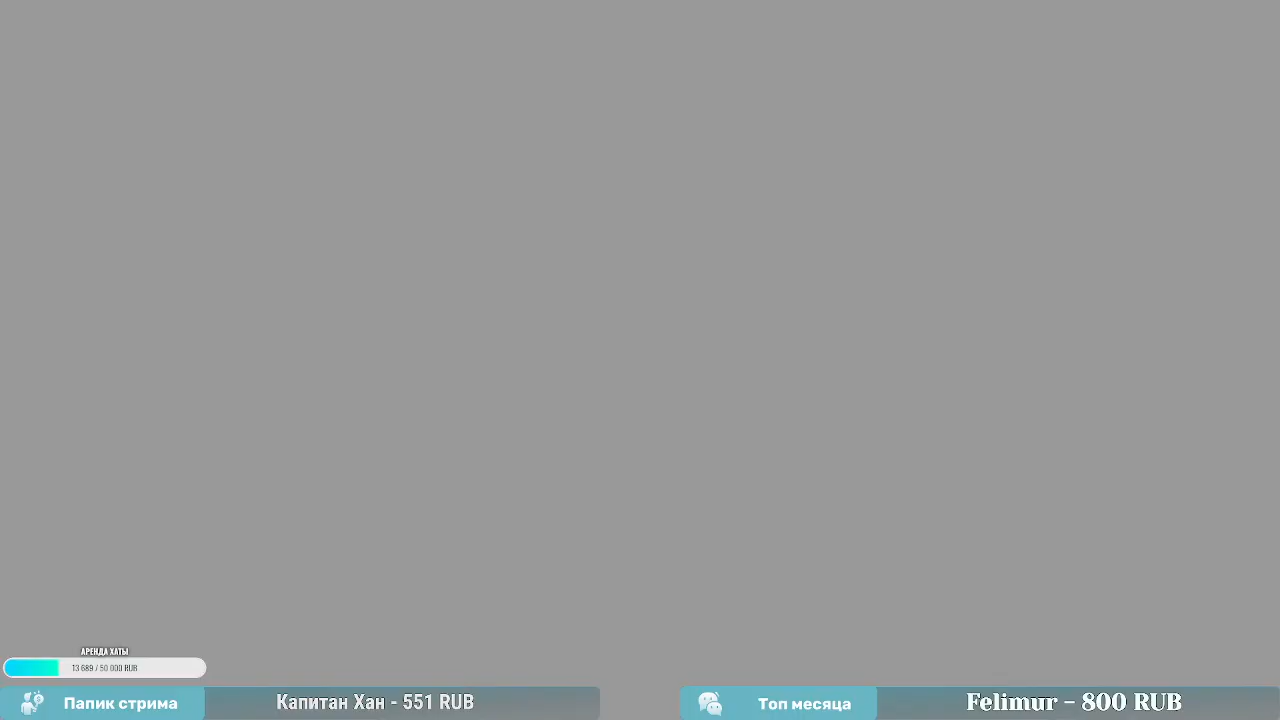 АРЕНДА ХАТЫ
13 689 / 50 000 RUB
Папик стрима
Капитан Хан - 551 RUB
Топ месяца
Felimur - 800 RUB